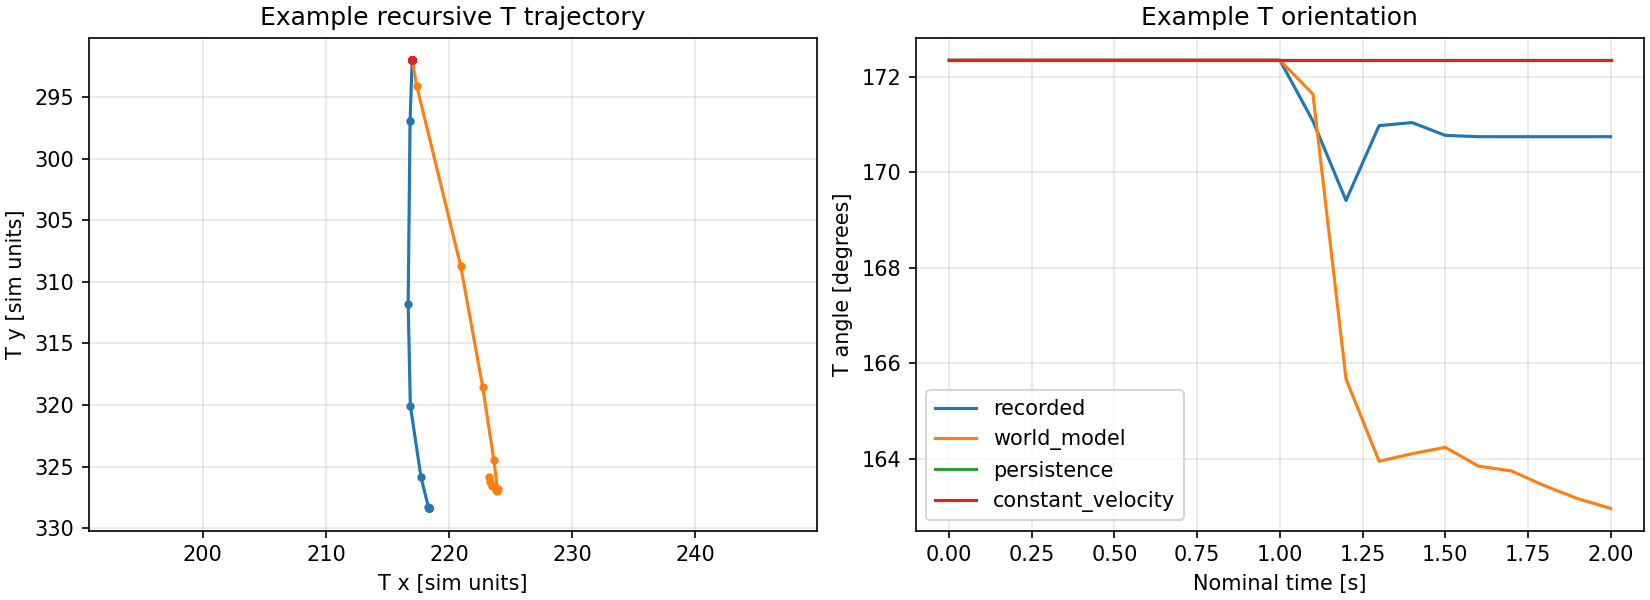 Example recursive T trajectory
295
300
305
310
315
320
325
330
T y [sim units]
200
210
220
230
240
T x [sim units]
Example T orientation
172
170
168
166
164
T angle [degrees]
recorded
world_model
persistence
constant_velocity
0.00
0.25
0.50
0.75
1.00
1.25
1.50
1.75
2.00
Nominal time [s]